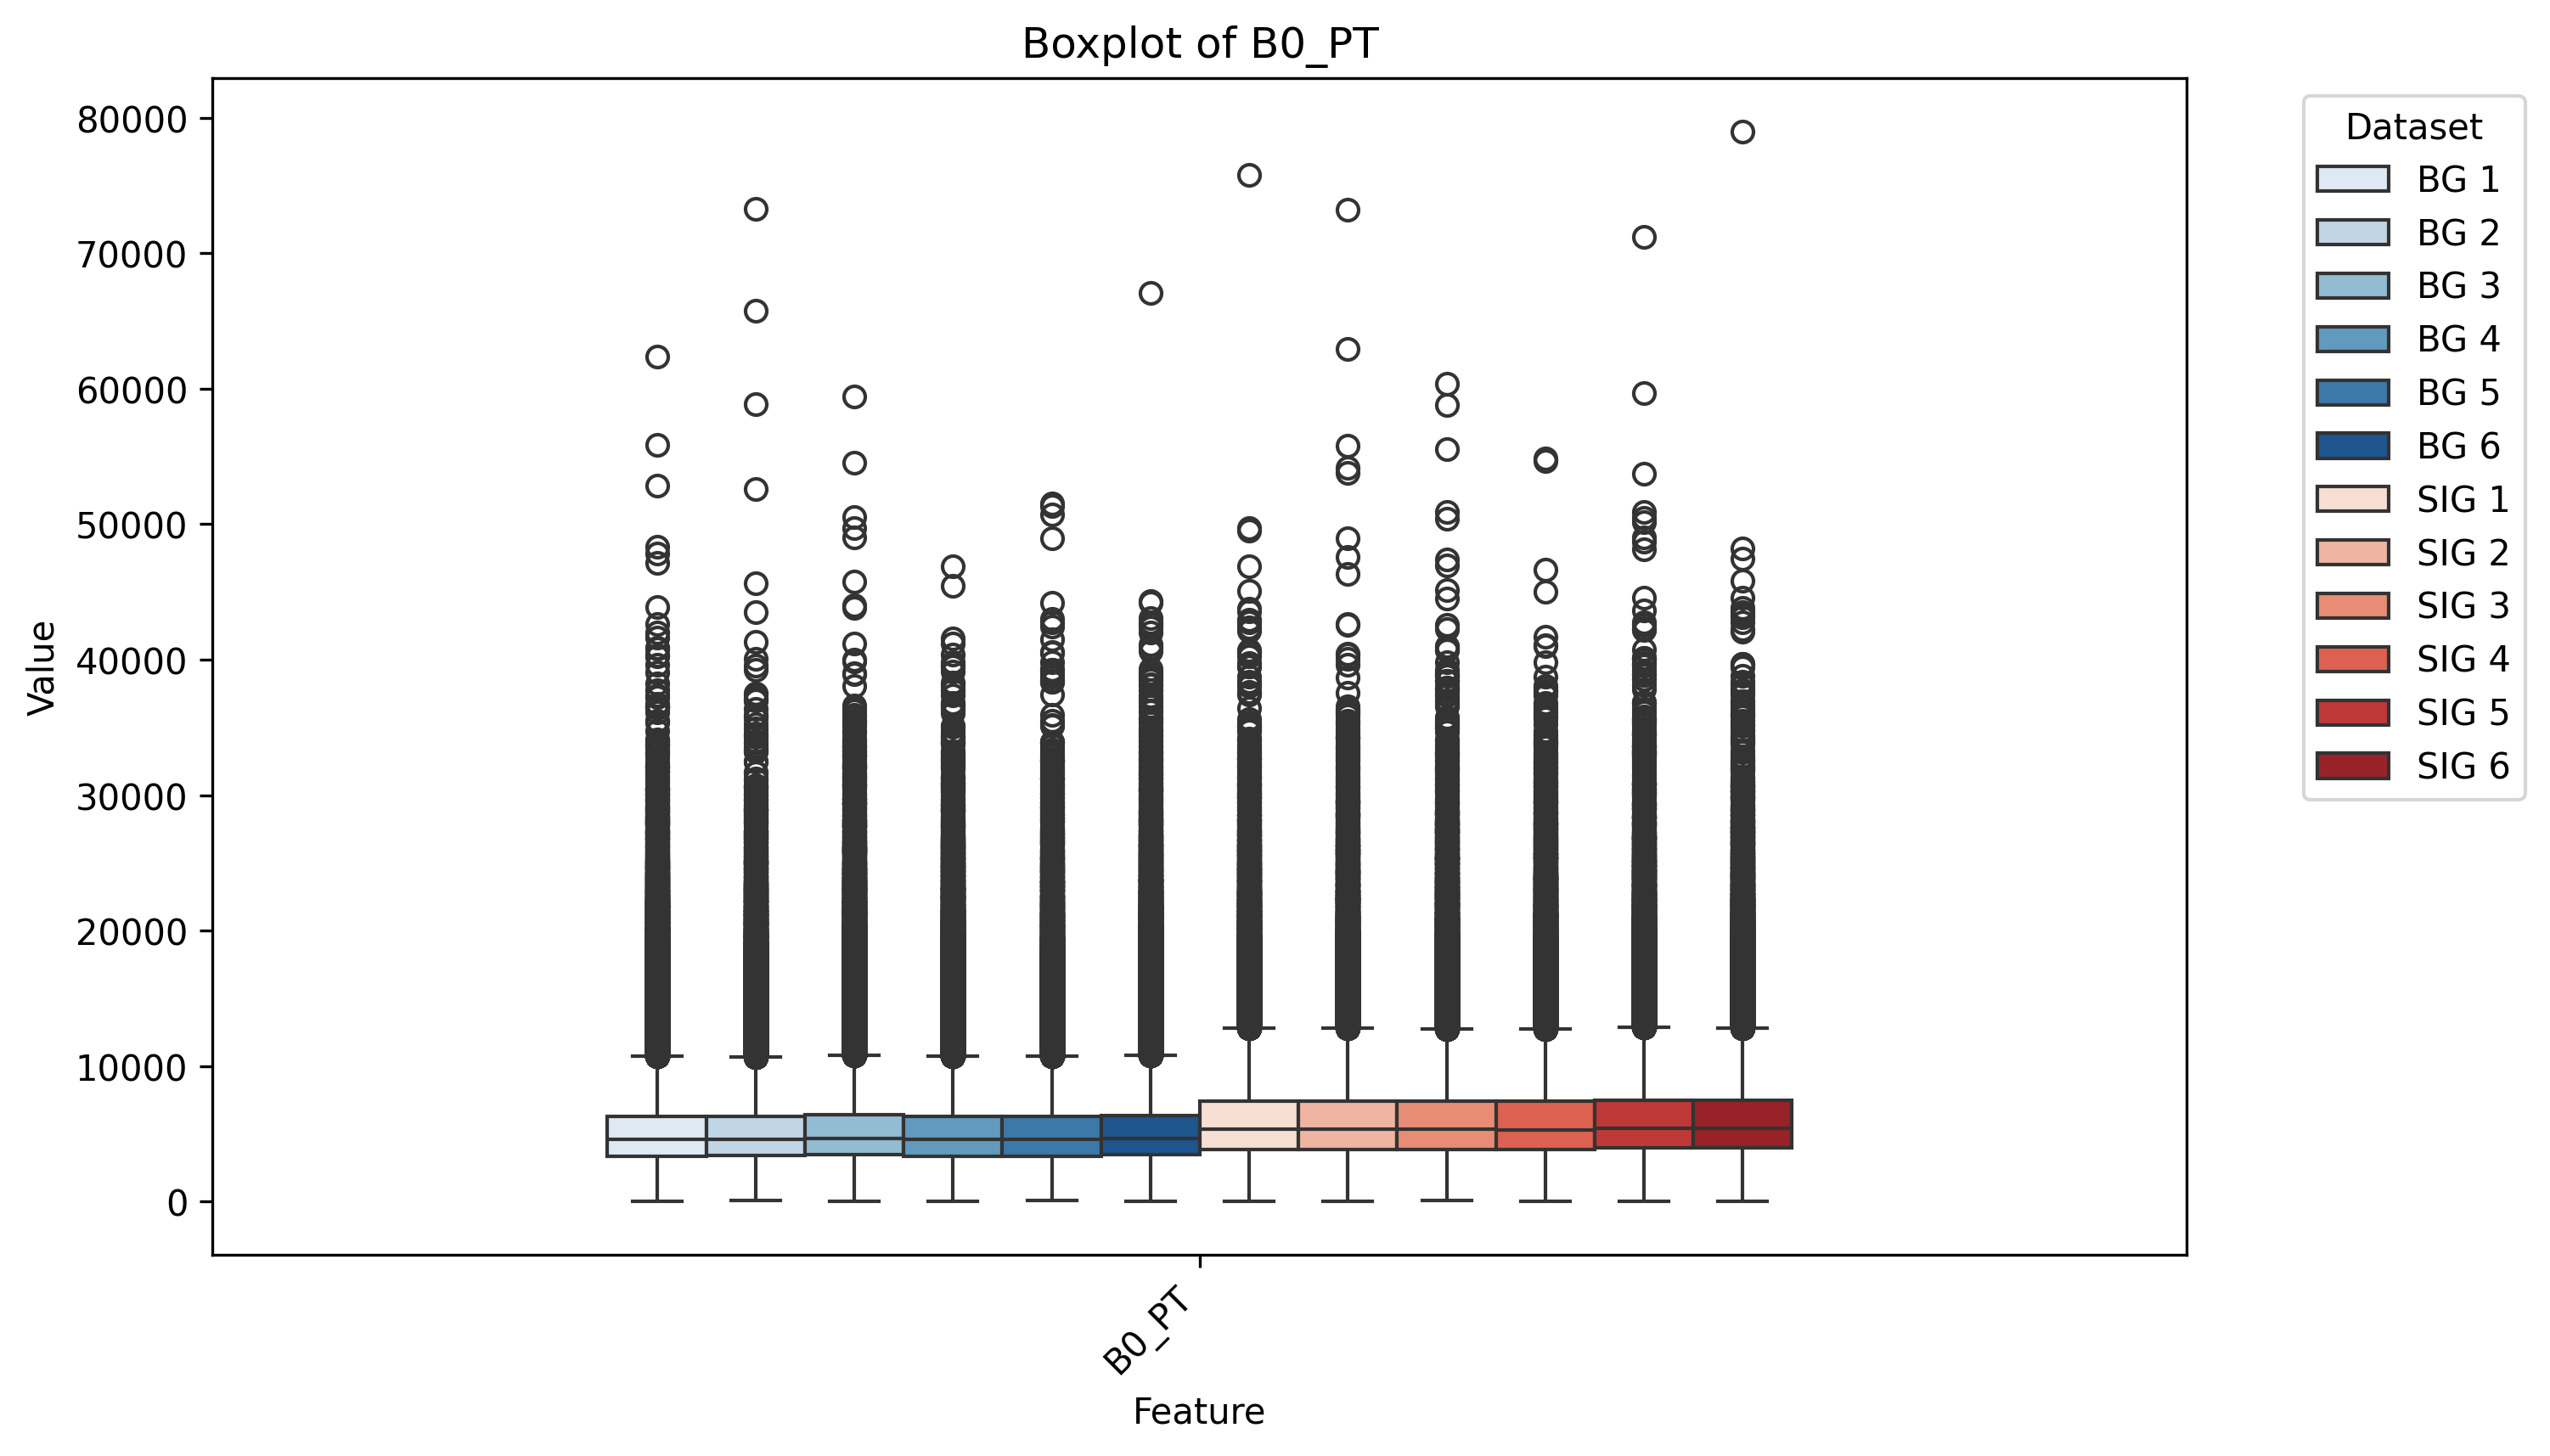 Boxplot of B0_PT
Value
80000
70000
60000
50000
40000
30000
20000
10000
0
B0_PT
Feature
Dataset
BG 1
BG 2
BG 3
BG 4
BG 5
BG 6
SIG 1
SIG 2
SIG 3
SIG 4
SIG 5
SIG 6